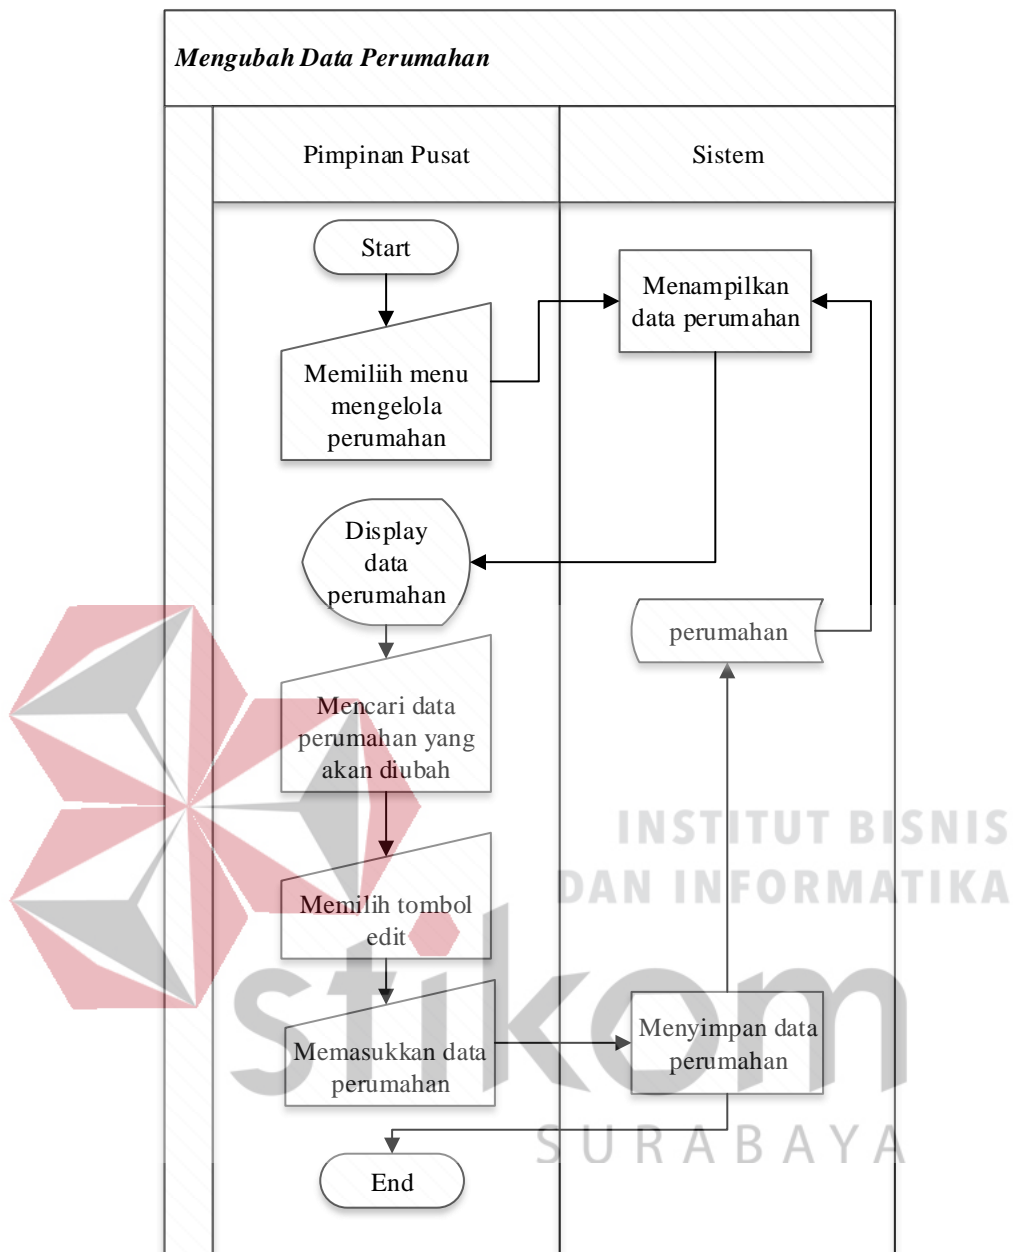 Mengubah Data Perumahan
Pimpinan Pusat
Sistem
Start
Menampilkan
data perumahan
Memiliih menu
mengelola
perumahan
Display
data
perumahan
perumahan
Mencari data
perumahan yang
akan diubah
INSTITUT BISNIS
DAN INFORMATIKA
Memilih tombol
edit
stikom
Memasukkan data
perumahan
Menyimpan data
perumahan
SURABAYA
End